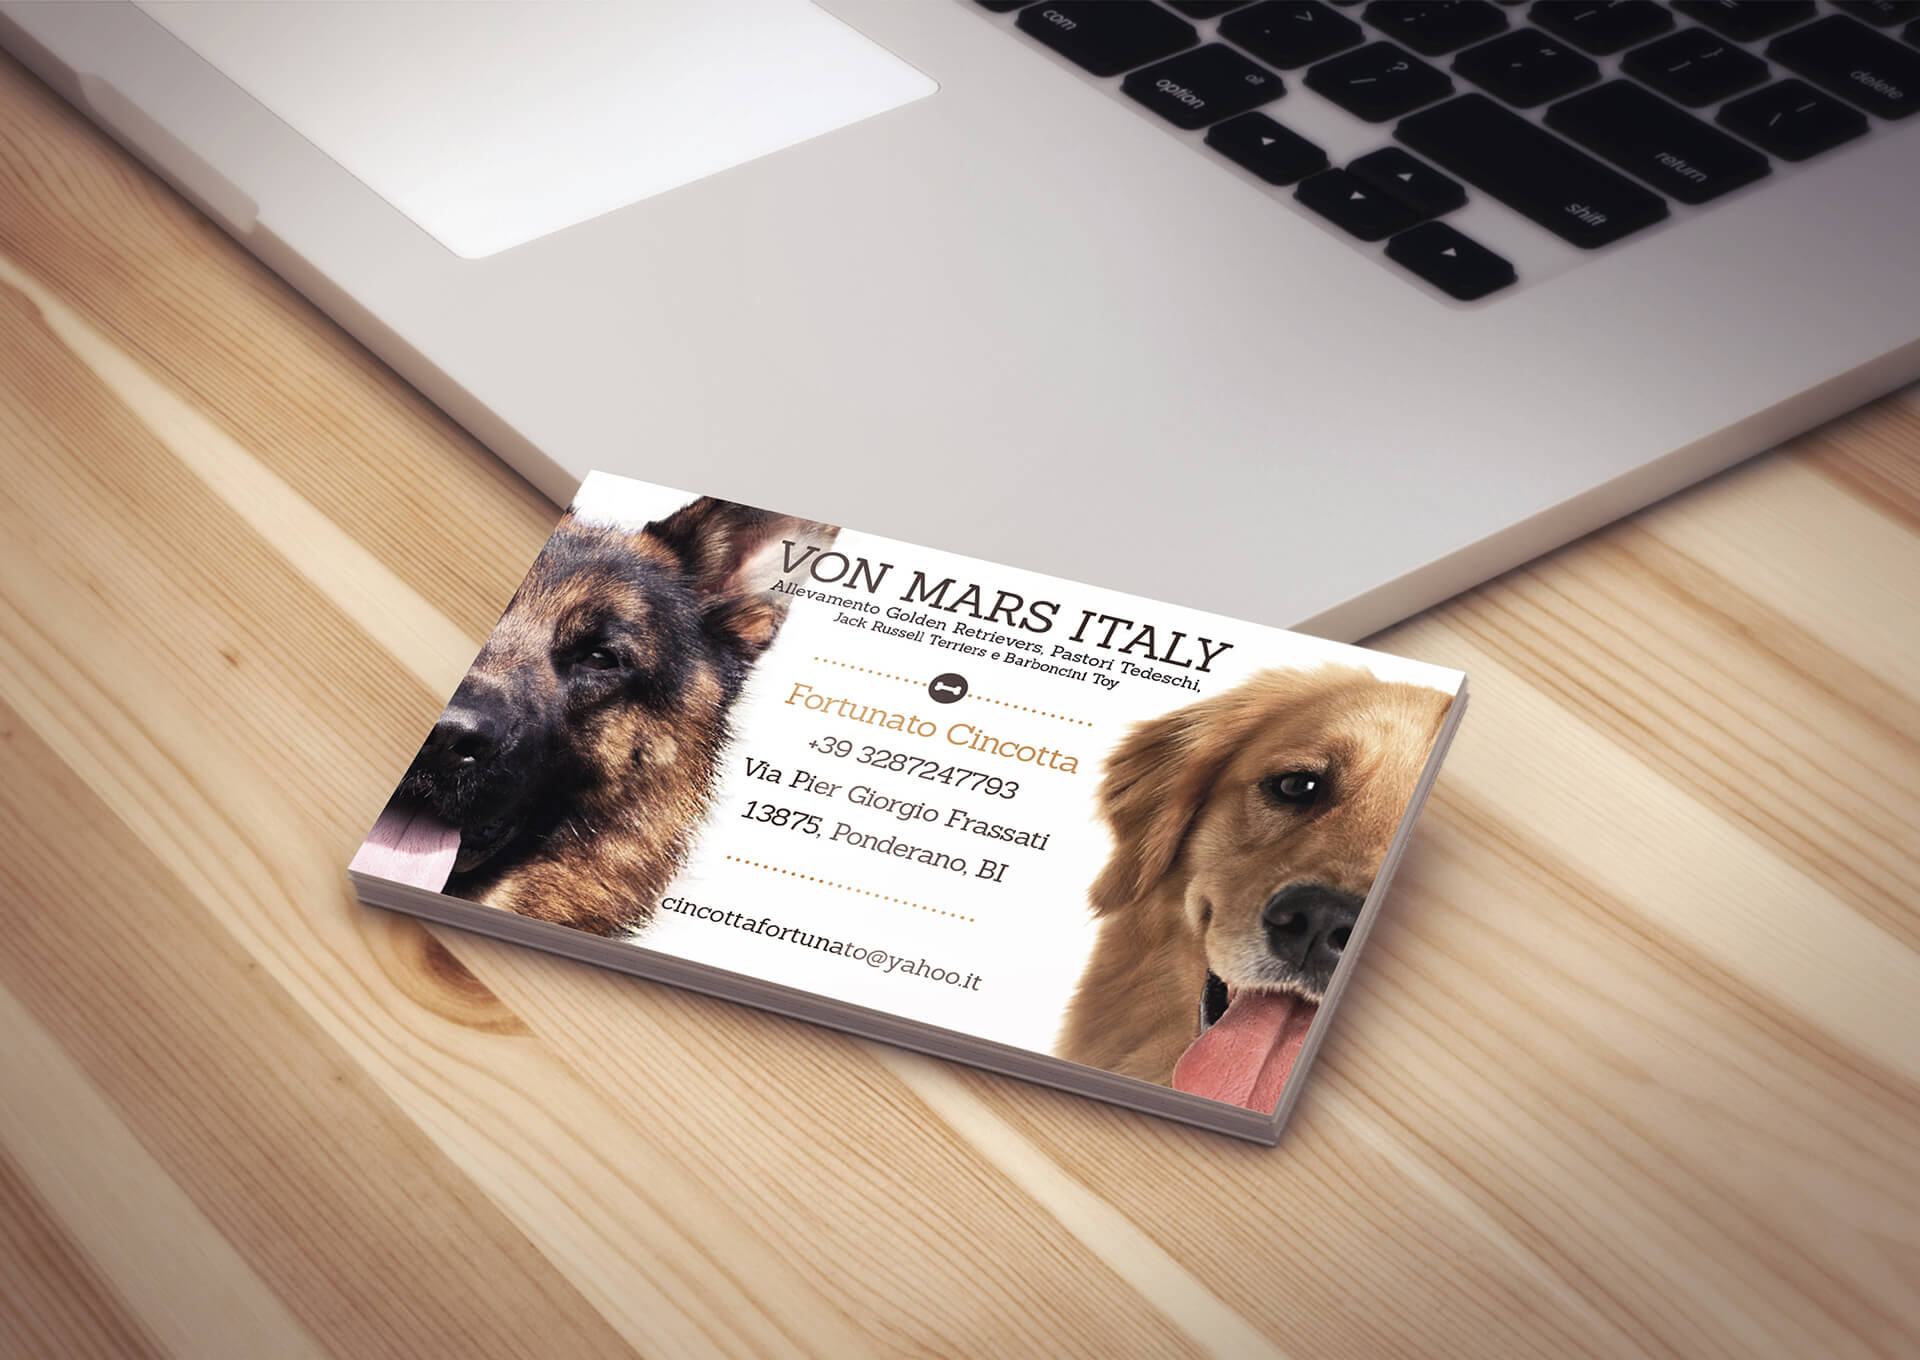 com
option
alt
?
/
delete
return
shift
VON MARS ITALY
Allevamento Golden Retrievers, Pastori Tedeschi,
Jack Russell Terriers e Barboncini Toy
Fortunato Cincotta
+39 3287247793
Via Pier Giorgio Frassati
13875, Ponderano, BI
cincottafortunato@yahoo.it